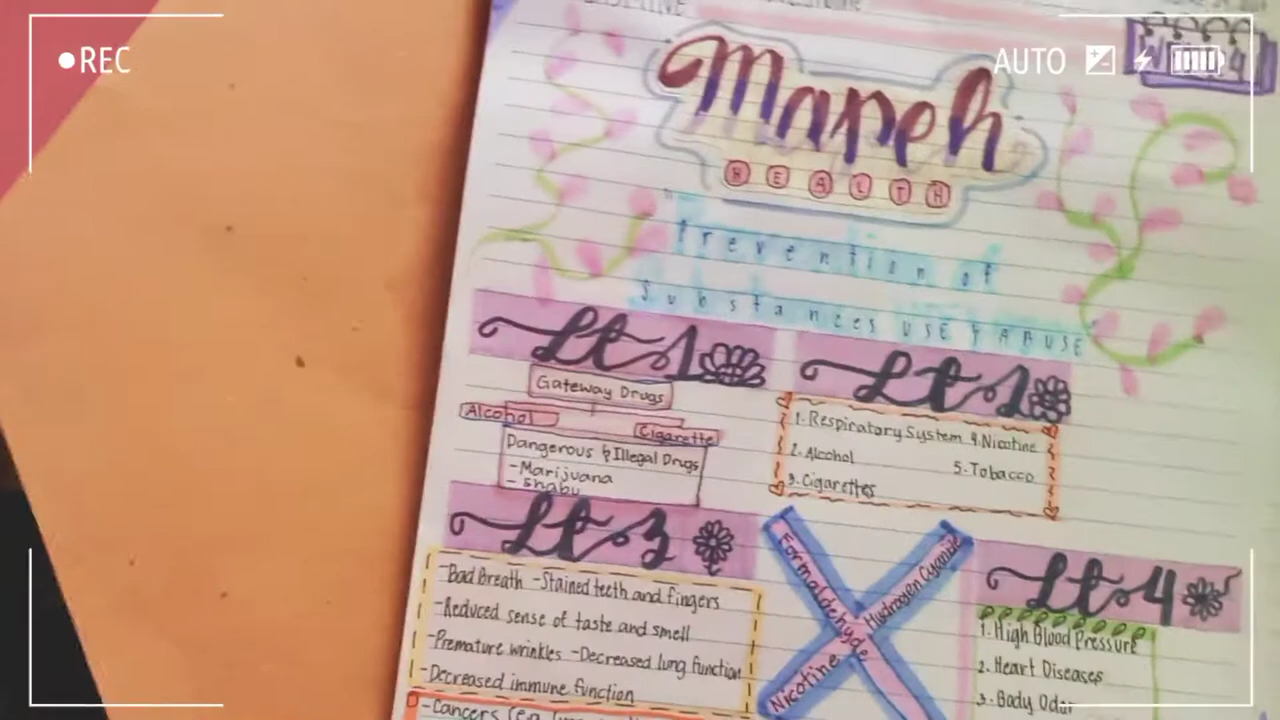 REC
AUTO
March
HEALTH
"Prevention of
Substances USE & ABUSE
Lt 1
Gateway Drugs
Alcohol
Cigarette
Dangerous & Illegal Drugs
-Marijuana
-Shabu
Lt 1
1. Respiratory System 4. Nicotine
2. Alcohol 5. Tobacco
3. Cigarettes
Lt 3
-Bad Breath -Stained teeth and fingers
-Reduced sense of taste and smell
-Premature wrinkles -Decreased lung function
-Decreased immune function
-Cancers (e.g.
Formaldehyde
Hydrogen Cyanide
Nicotine
Lt 4
1. High Blood Pressure
2. Heart Diseases
3. Body Odor